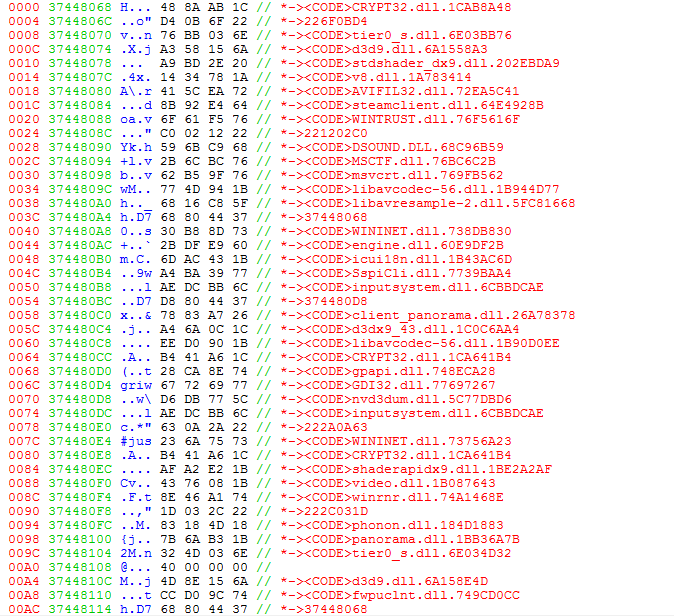 0000 37448068 H... 48 8A AB 1C // *-><CODE>CRYPT32.dll.1CAB8A48
0004 3744806C ..o" D4 0B 6F 22 // *->226F0BD4
0008 37448070 v..n 76 BB 03 6E // *-><CODE>tier0_s.dll.6E03BB76
000C 37448074 .X.j A3 58 15 6A // *-><CODE>d3d9.dll.6A1558A3
0010 37448078 ... A9 BD 2E 20 // *-><CODE>stdshader_dx9.dll.202EBDA9
0014 3744807C .4x. 14 34 78 1A // *-><CODE>v8.dll.1A783414
0018 37448080 A\.r 41 5C EA 72 // *-><CODE>AVIFIL32.dll.72EA5C41
001C 37448084 ...d 8B 92 E4 64 // *-><CODE>steamclient.dll.64E4928B
0020 37448088 oa.v 6F 61 F5 76 // *-><CODE>WINTRUST.dll.76F5616F
0024 3744808C ..." C0 02 12 22 // *->221202C0
0028 37448090 Yk.h 59 6B C9 68 // *-><CODE>DSOUND.DLL.68C96B59
002C 37448094 +l.v 2B 6C BC 76 // *-><CODE>MSCTF.dll.76BC6C2B
0030 37448098 b..v 62 B5 9F 76 // *-><CODE>msvcrt.dll.769FB562
0034 3744809C wM.. 77 4D 94 1B // *-><CODE>libavcodec-56.dll.1B944D77
0038 374480A0 h.._ 68 16 C8 5F // *-><CODE>libavresample-2.dll.5FC81668
003C 374480A4 h.D7 68 80 44 37 // *->37448068
0040 374480A8 0..s 30 B8 8D 73 // *-><CODE>WININET.dll.738DB830
0044 374480AC +..` 2B DF E9 60 // *-><CODE>engine.dll.60E9DF2B
0048 374480B0 m.C. 6D AC 43 1B // *-><CODE>icui18n.dll.1B43AC6D
004C 374480B4 ..9w A4 BA 39 77 // *-><CODE>SspiCli.dll.7739BAA4
0050 374480B8 ...l AE DC BB 6C // *-><CODE>inputsystem.dll.6CBBDCAE
0054 374480BC ..D7 D8 80 44 37 // *->374480D8
0058 374480C0 x..& 78 83 A7 26 // *-><CODE>client_panorama.dll.26A78378
005C 374480C4 .j.. A4 6A 0C 1C // *-><CODE>d3dx9_43.dll.1C0C6AA4
0060 374480C8 .... EE D0 90 1B // *-><CODE>libavcodec-56.dll.1B90D0EE
0064 374480CC .A.. B4 41 A6 1C // *-><CODE>CRYPT32.dll.1CA641B4
0068 374480D0 (..t 28 CA 8E 74 // *-><CODE>gpapi.dll.748ECA28
006C 374480D4 griw 67 72 69 77 // *-><CODE>GDI32.dll.77697267
0070 374480D8 ..w\ D6 DB 77 5C // *-><CODE>nvd3dum.dll.5C77DBD6
0074 374480DC ...l AE DC BB 6C // *-><CODE>inputsystem.dll.6CBBDCAE
0078 374480E0 c.*" 63 0A 2A 22 // *->222A0A63
007C 374480E4 #jus 23 6A 75 73 // *-><CODE>WININET.dll.73756A23
0080 374480E8 .A.. B4 41 A6 1C // *-><CODE>CRYPT32.dll.1CA641B4
0084 374480EC .... AF A2 E2 1B // *-><CODE>shaderapidx9.dll.1BE2A2AF
0088 374480F0 Cv.. 43 76 08 1B // *-><CODE>video.dll.1B087643
008C 374480F4 .F.t 8E 46 A1 74 // *-><CODE>winrnr.dll.74A1468E
0090 374480F8 ..," 1D 03 2C 22 // *->222C031D
0094 374480FC ..M. 83 18 4D 18 // *-><CODE>phonon.dll.184D1883
0098 37448100 {j.. 7B 6A B3 1B // *-><CODE>panorama.dll.1BB36A7B
009C 37448104 2M.n 32 4D 03 6E // *-><CODE>tier0_s.dll.6E034D32
00A0 37448108 @... 40 00 00 00 //
00A4 3744810C M..j 4D 8E 15 6A // *-><CODE>d3d9.dll.6A158E4D
00A8 37448110 ...t CC D0 9C 74 // *-><CODE>fwpuclnt.dll.749CD0CC
00AC 37448114 h.D7 68 80 44 37 // *->37448068